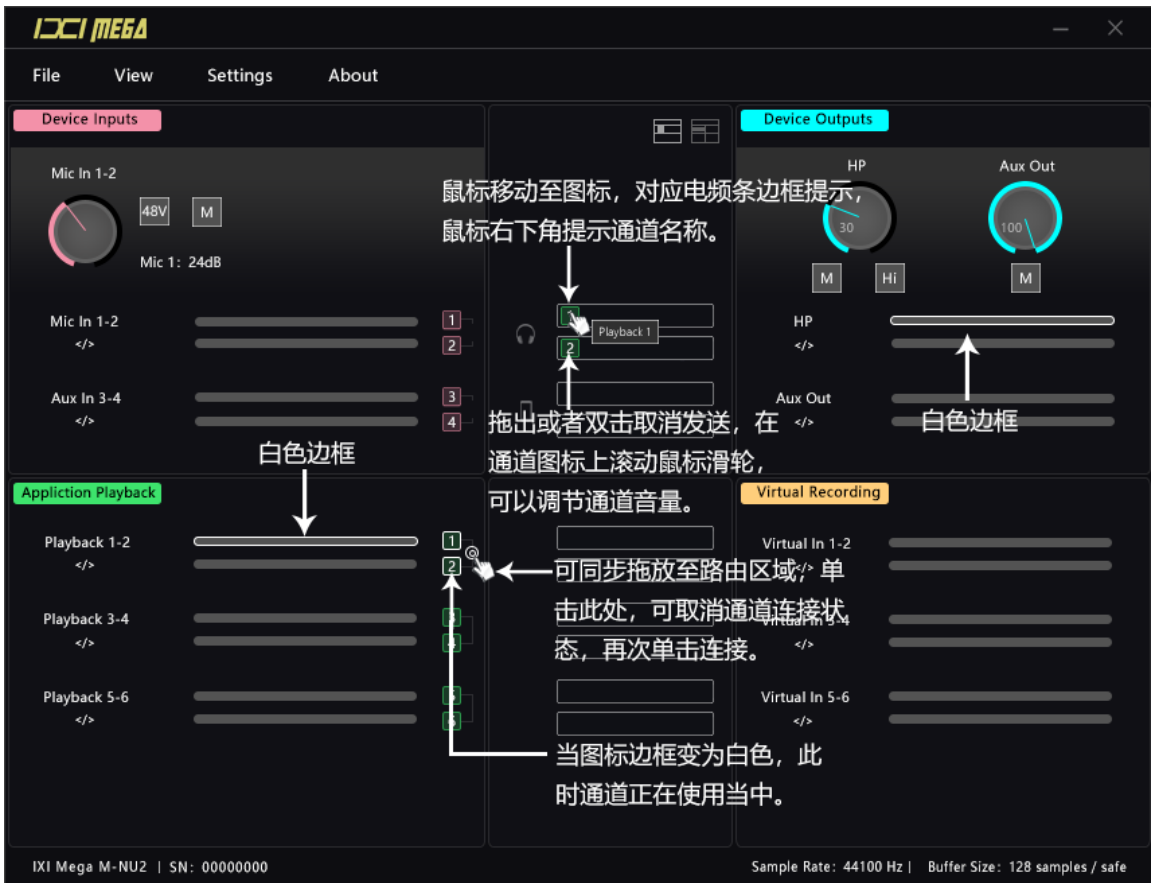 IXI MEGA
File View Settings About
Device Inputs
Mic In 1-2
48V M
Mic 1: 24dB
Mic In 1-2
</>
1
2
Aux In 3-4
</>
3
4
白色边框
鼠标移动至图标，对应电频条边框提示，
鼠标右下角提示通道名称。
1
Playback 1
2
拖出或者双击取消发送，在
通道图标上滚动鼠标滑轮，
可以调节通道音量。
Device Outputs
HP
Aux Out
30
100
M
Hi
M
HP
</>
Aux Out
</>
白色边框
Appliction Playback
Playback 1-2
</>
1
2
Playback 3-4
</>
3
4
Playback 5-6
</>
5
6
可同步拖放至路由区域，单
击此处，可取消通道连接状
态，再次单击连接。
当图标边框变为白色，此
时通道正在使用当中。
Virtual Recording
Virtual In 1-2
</>
Virtual In 3-4
</>
Virtual In 5-6
</>
IXI Mega M-NU2 | SN: 00000000
Sample Rate: 44100 Hz | Buffer Size: 128 samples / safe